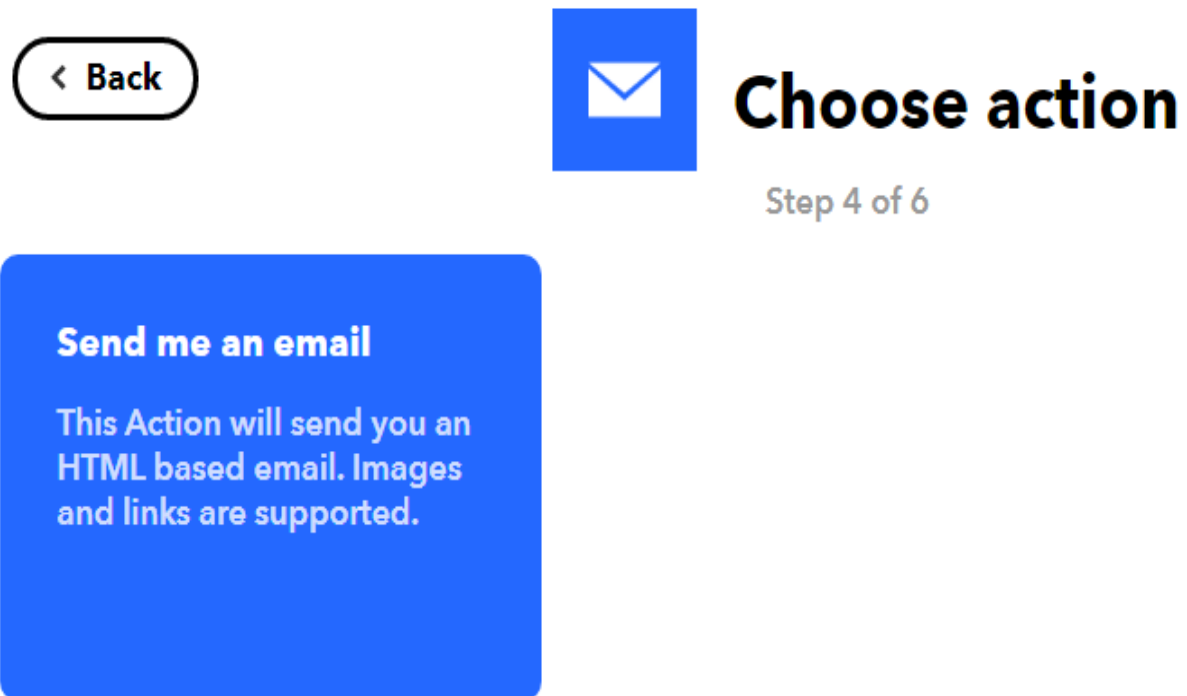 Back
Choose action
Step 4 of 6
Send me an email
This Action will send you an
HTML based email. Images
and links are supported.